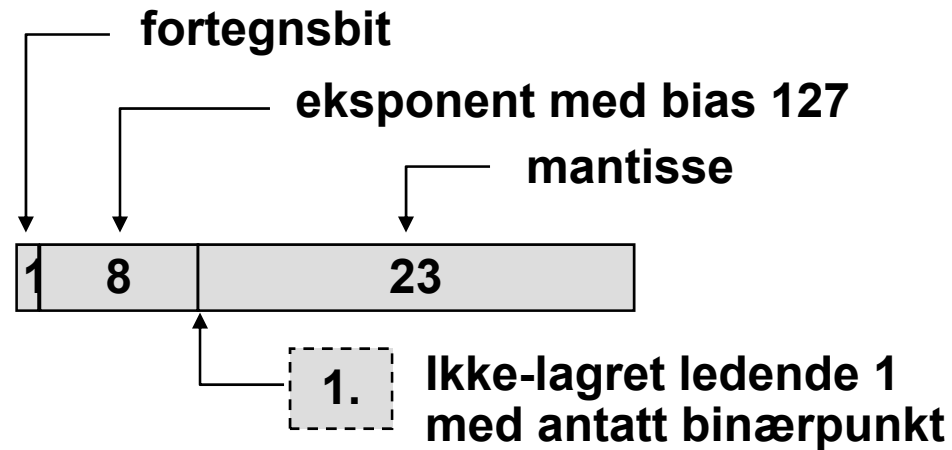 fortegnsbit
eksponent med bias 127
mantisse
1 8 23
1. Ikke-lagret ledende 1
med antatt binærpunkt